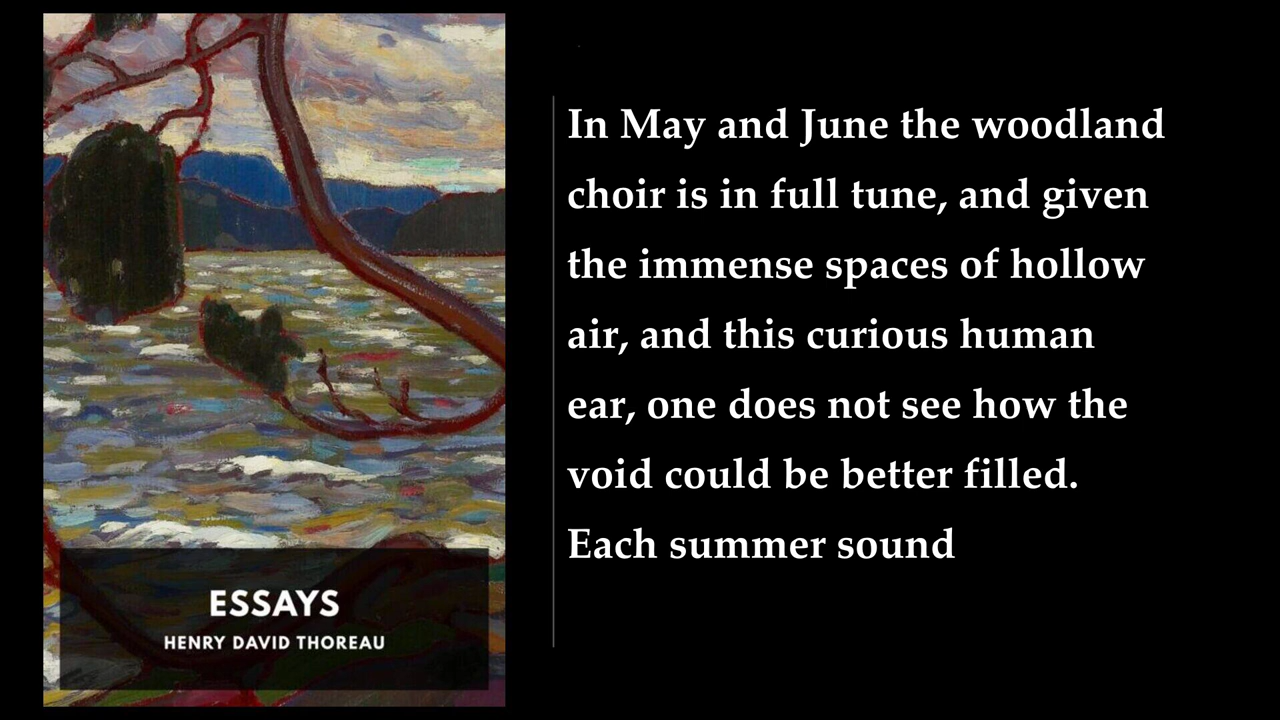 ESSAYS
HENRY DAVID THOREAU
In May and June the woodland
choir is in full tune, and given
the immense spaces of hollow
air, and this curious human
ear, one does not see how the
void could be better filled.
Each summer sound